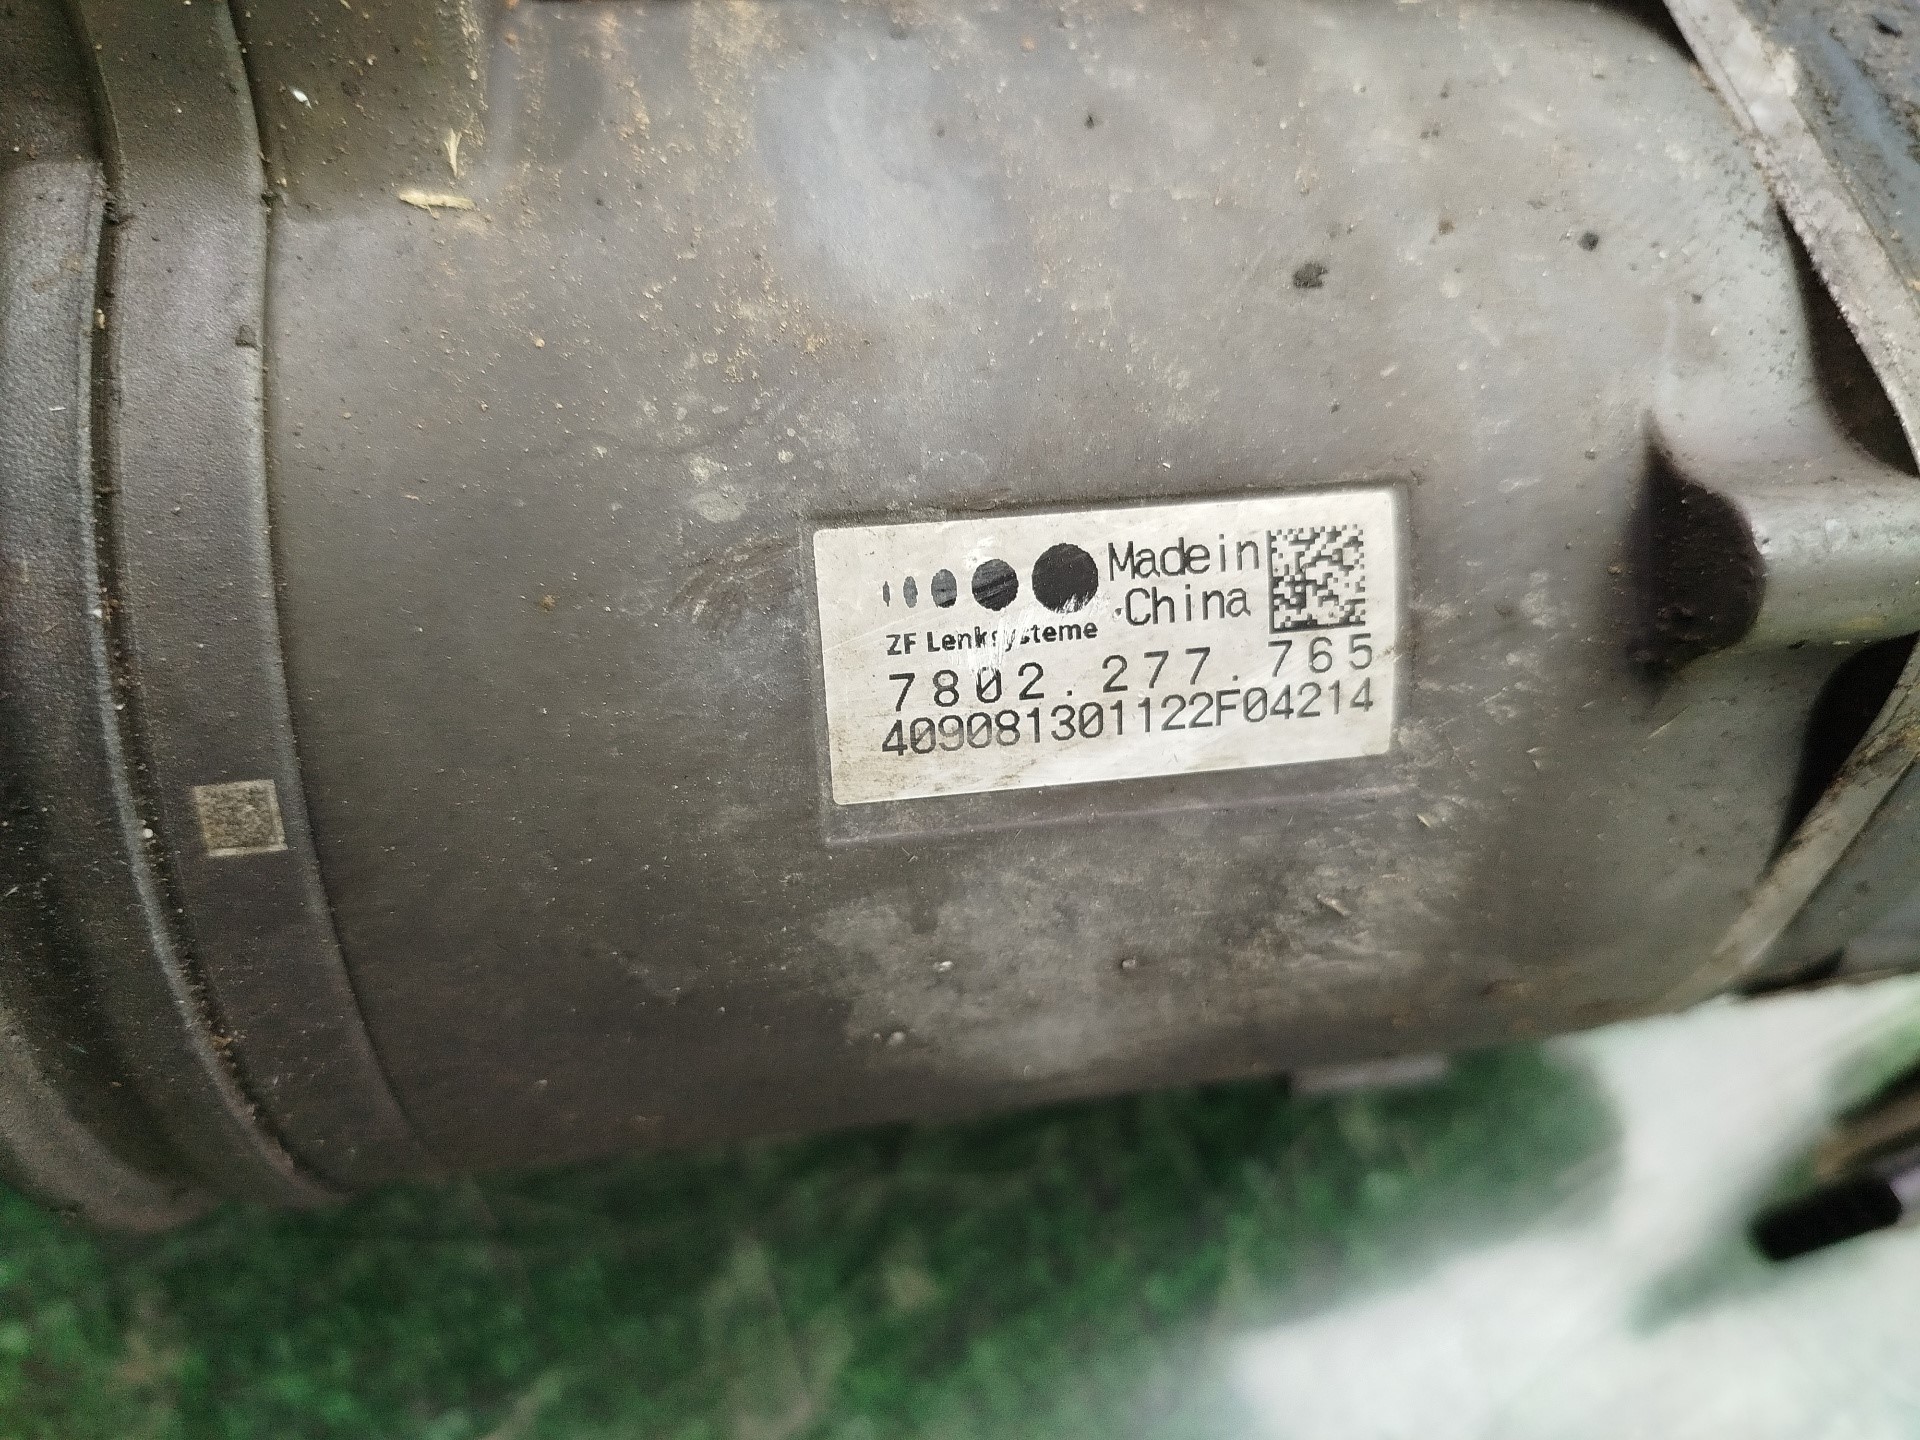 Made in
China
ZF Lenksysteme
7802.277.765
409081301122F04214